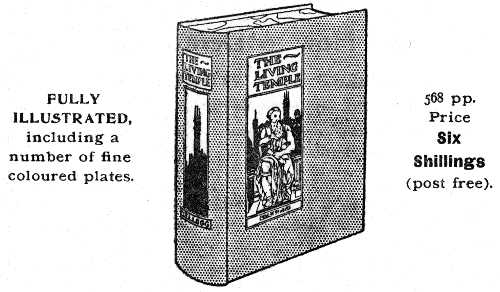 FULLY
ILLUSTRATED,
including a
number of fine
coloured plates.
THE
LIVING
TEMPLE
THE
LIVING
TEMPLE
568 pp.
Price
Six
Shillings
(post free).